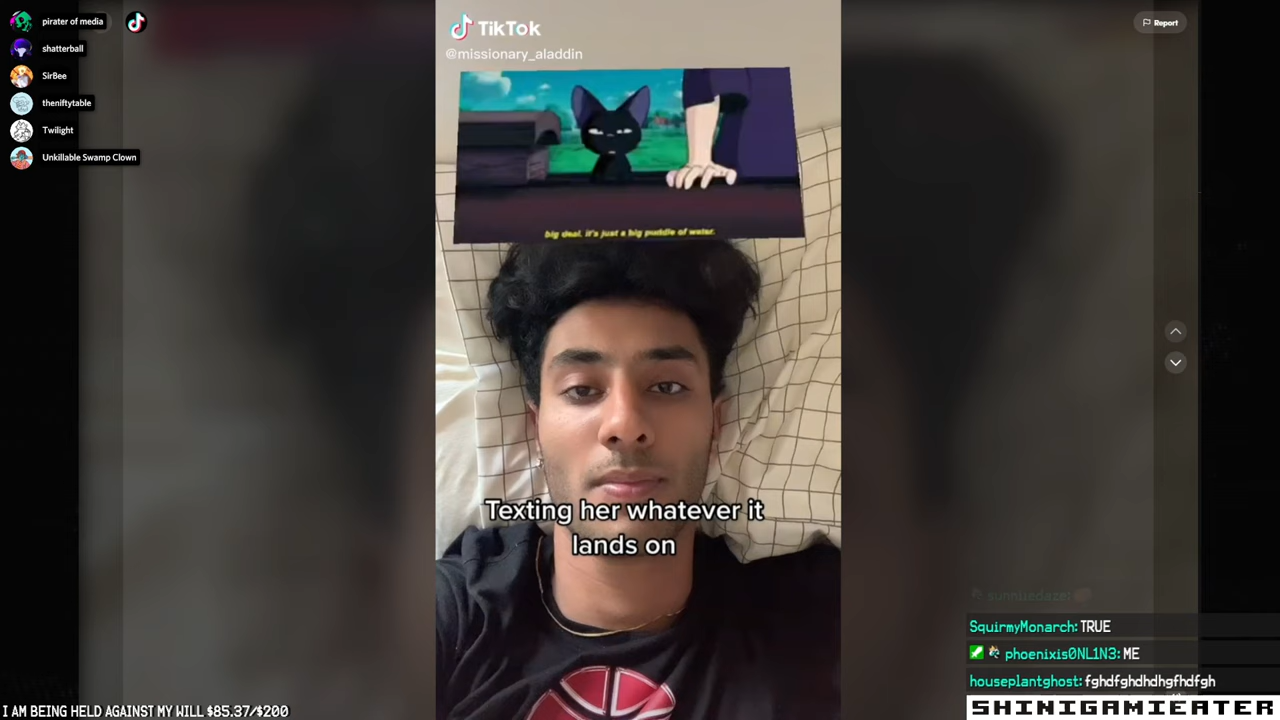 pirater of media
shatterball
SirBee
theniftytable
Twilight
Unkillable Swamp Clown
TikTok
@missionary_aladdin
Report
big deal. it's just a big puddle of water.
Texting her whatever it
lands on
sunniiedaze:
SquirmyMonarch: TRUE
phoenixis0NL1N3: ME
houseplantghost: fghdfghdhdhgfhdfgh
SHINIGAMIEATER
I AM BEING HELD AGAINST MY WILL $85.37/$200